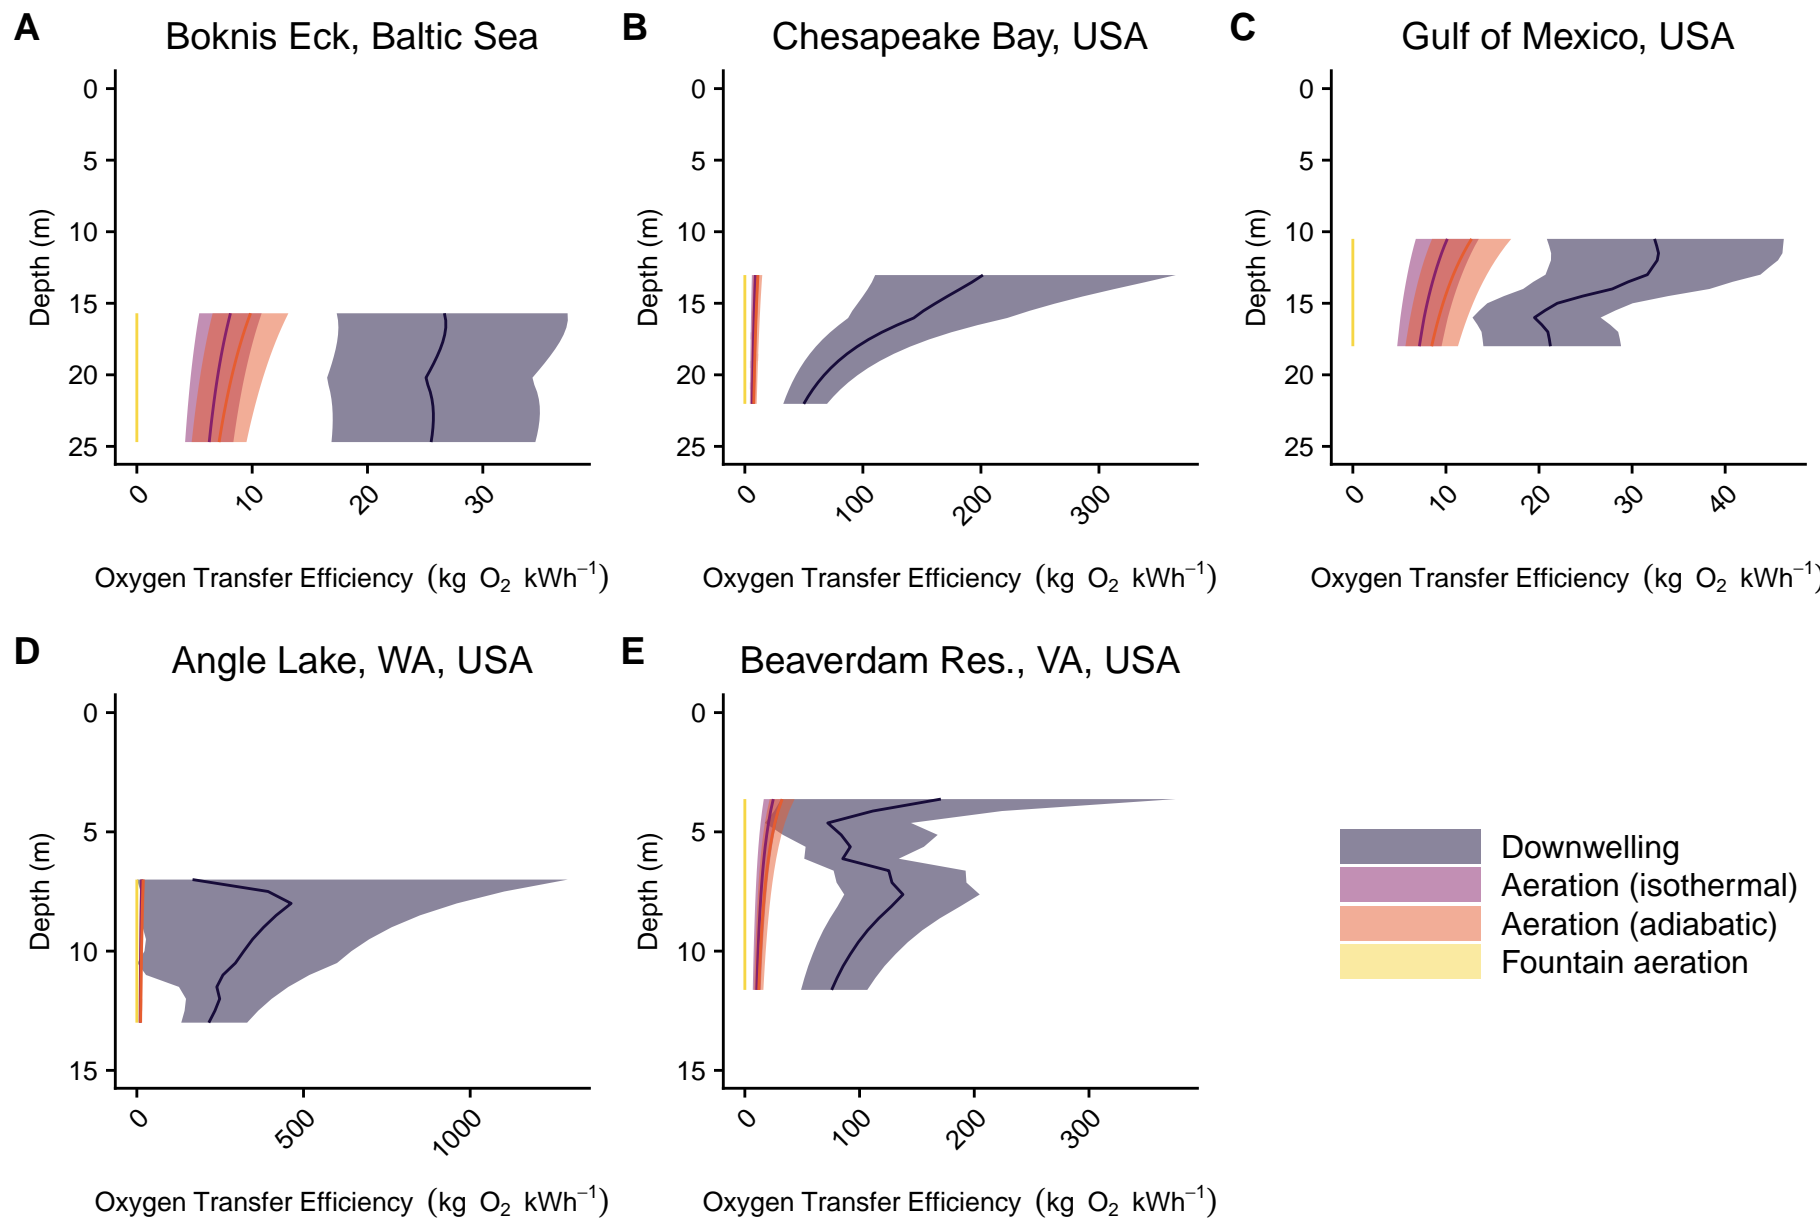 A
Boknis Eck, Baltic Sea
0
5
10
15
20
25
Depth (m)
0
10
20
30
Oxygen Transfer Efficiency (kg O₂ kWh⁻¹)
B
Chesapeake Bay, USA
0
5
10
15
20
25
Depth (m)
0
100
200
300
Oxygen Transfer Efficiency (kg O₂ kWh⁻¹)
C
Gulf of Mexico, USA
0
5
10
15
20
25
Depth (m)
0
10
20
30
40
Oxygen Transfer Efficiency (kg O₂ kWh⁻¹)
D
Angle Lake, WA, USA
0
5
10
15
Depth (m)
0
500
1000
Oxygen Transfer Efficiency (kg O₂ kWh⁻¹)
E
Beaverdam Res., VA, USA
0
5
10
15
Depth (m)
0
100
200
300
Oxygen Transfer Efficiency (kg O₂ kWh⁻¹)
Downwelling
Aeration (isothermal)
Aeration (adiabatic)
Fountain aeration